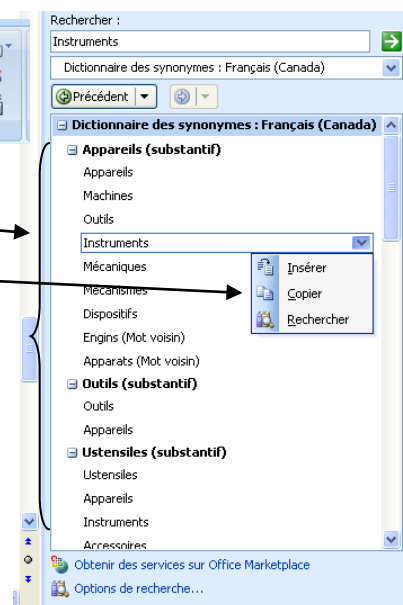 Rechercher :
Instruments
Dictionnaire des synonymes : Français (Canada)
Précédent
Dictionnaire des synonymes : Français (Canada)
Appareils (substantif)
Appareils
Machines
Outils
Instruments
Mécaniques
Insérer
Mécanismes
Copier
Dispositifs
Rechercher
Engins (Mot voisin)
Apparats (Mot voisin)
Outils (substantif)
Outils
Appareils
Ustensiles (substantif)
Ustensiles
Appareils
Instruments
Accessoires
Obtenir des services sur Office Marketplace
Options de recherche...